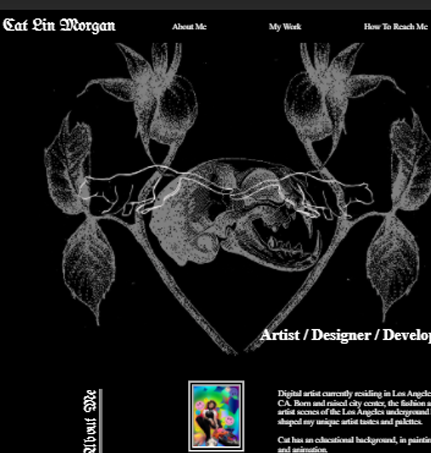 Cat Lin Morgan
About Me
My Work
How To Reach Me
Artist / Designer / Develop
About Me
Digital artist currently residing in Los Angele
CA. Born and raised city center, the fashion a
artist scenes of the Los Angeles underground
shaped my unique artist tastes and palettes.
Cat has an educational background, in paintin
and animation.